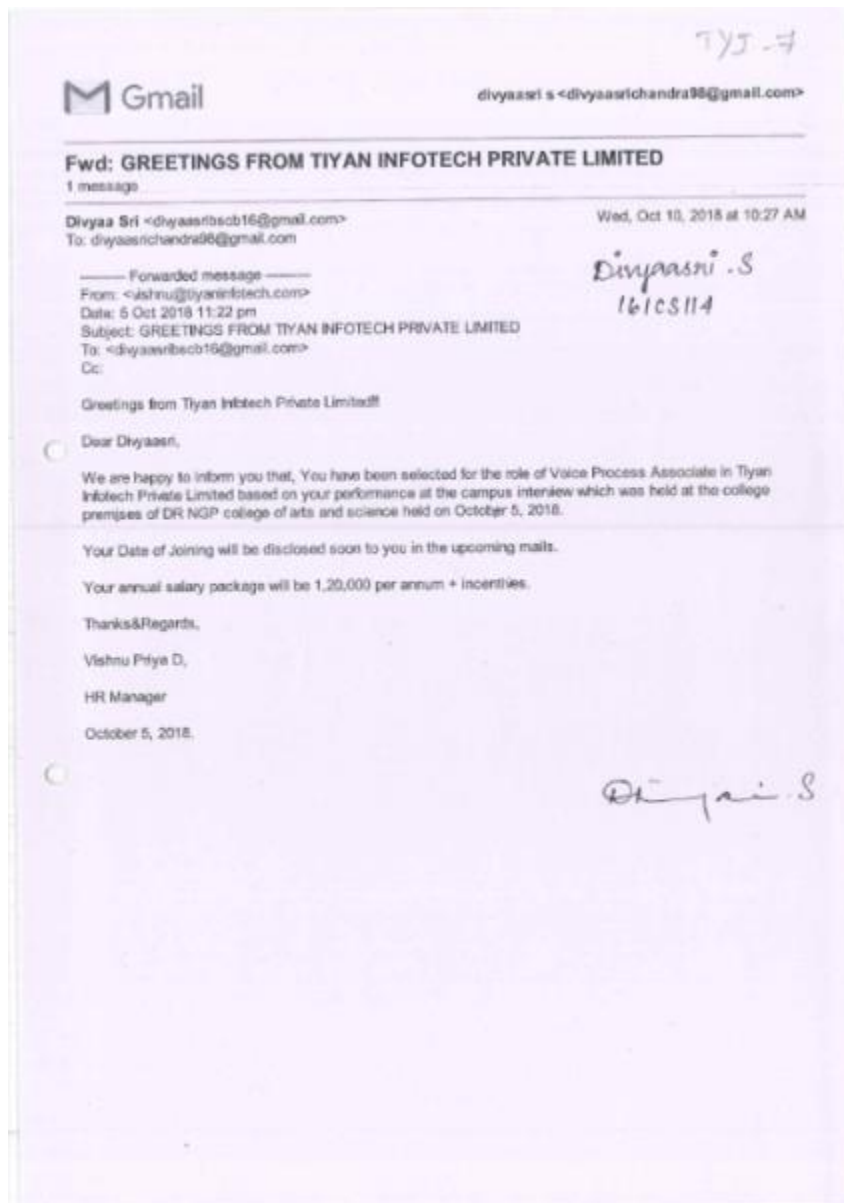 TYJ-7
Gmail
divyaasri s <divyaasrichandra98@gmail.com>
Fwd: GREETINGS FROM TIYAN INFOTECH PRIVATE LIMITED
1 message
Divyaa Sri <divyaasribscb16@gmail.com>
Wed, Oct 10, 2018 at 10:27 AM
To: divyaasrichandra98@gmail.com
Divyaasri.S
16ICS114
---------- Forwarded message ----------
From: <vishnu@tiyaninfotech.com>
Date: 5 Oct 2018 11:22 pm
Subject: GREETINGS FROM TIYAN INFOTECH PRIVATE LIMITED
To: <divyaasribscb16@gmail.com>
Cc:
Greetings from Tiyan Infotech Private Limited!!
Dear Divyaasri,
We are happy to inform you that, You have been selected for the role of Voice Process Associate in Tiyan
Infotech Private Limited based on your performance at the campus interview which was held at the college
premises of DR NGP college of arts and science held on October 5, 2018.
Your Date of Joining will be disclosed soon to you in the upcoming mails.
Your annual salary package will be 1,20,000 per annum + incentives.
Thanks&Regards,
Vishnu Priya D,
HR Manager
October 5, 2018.